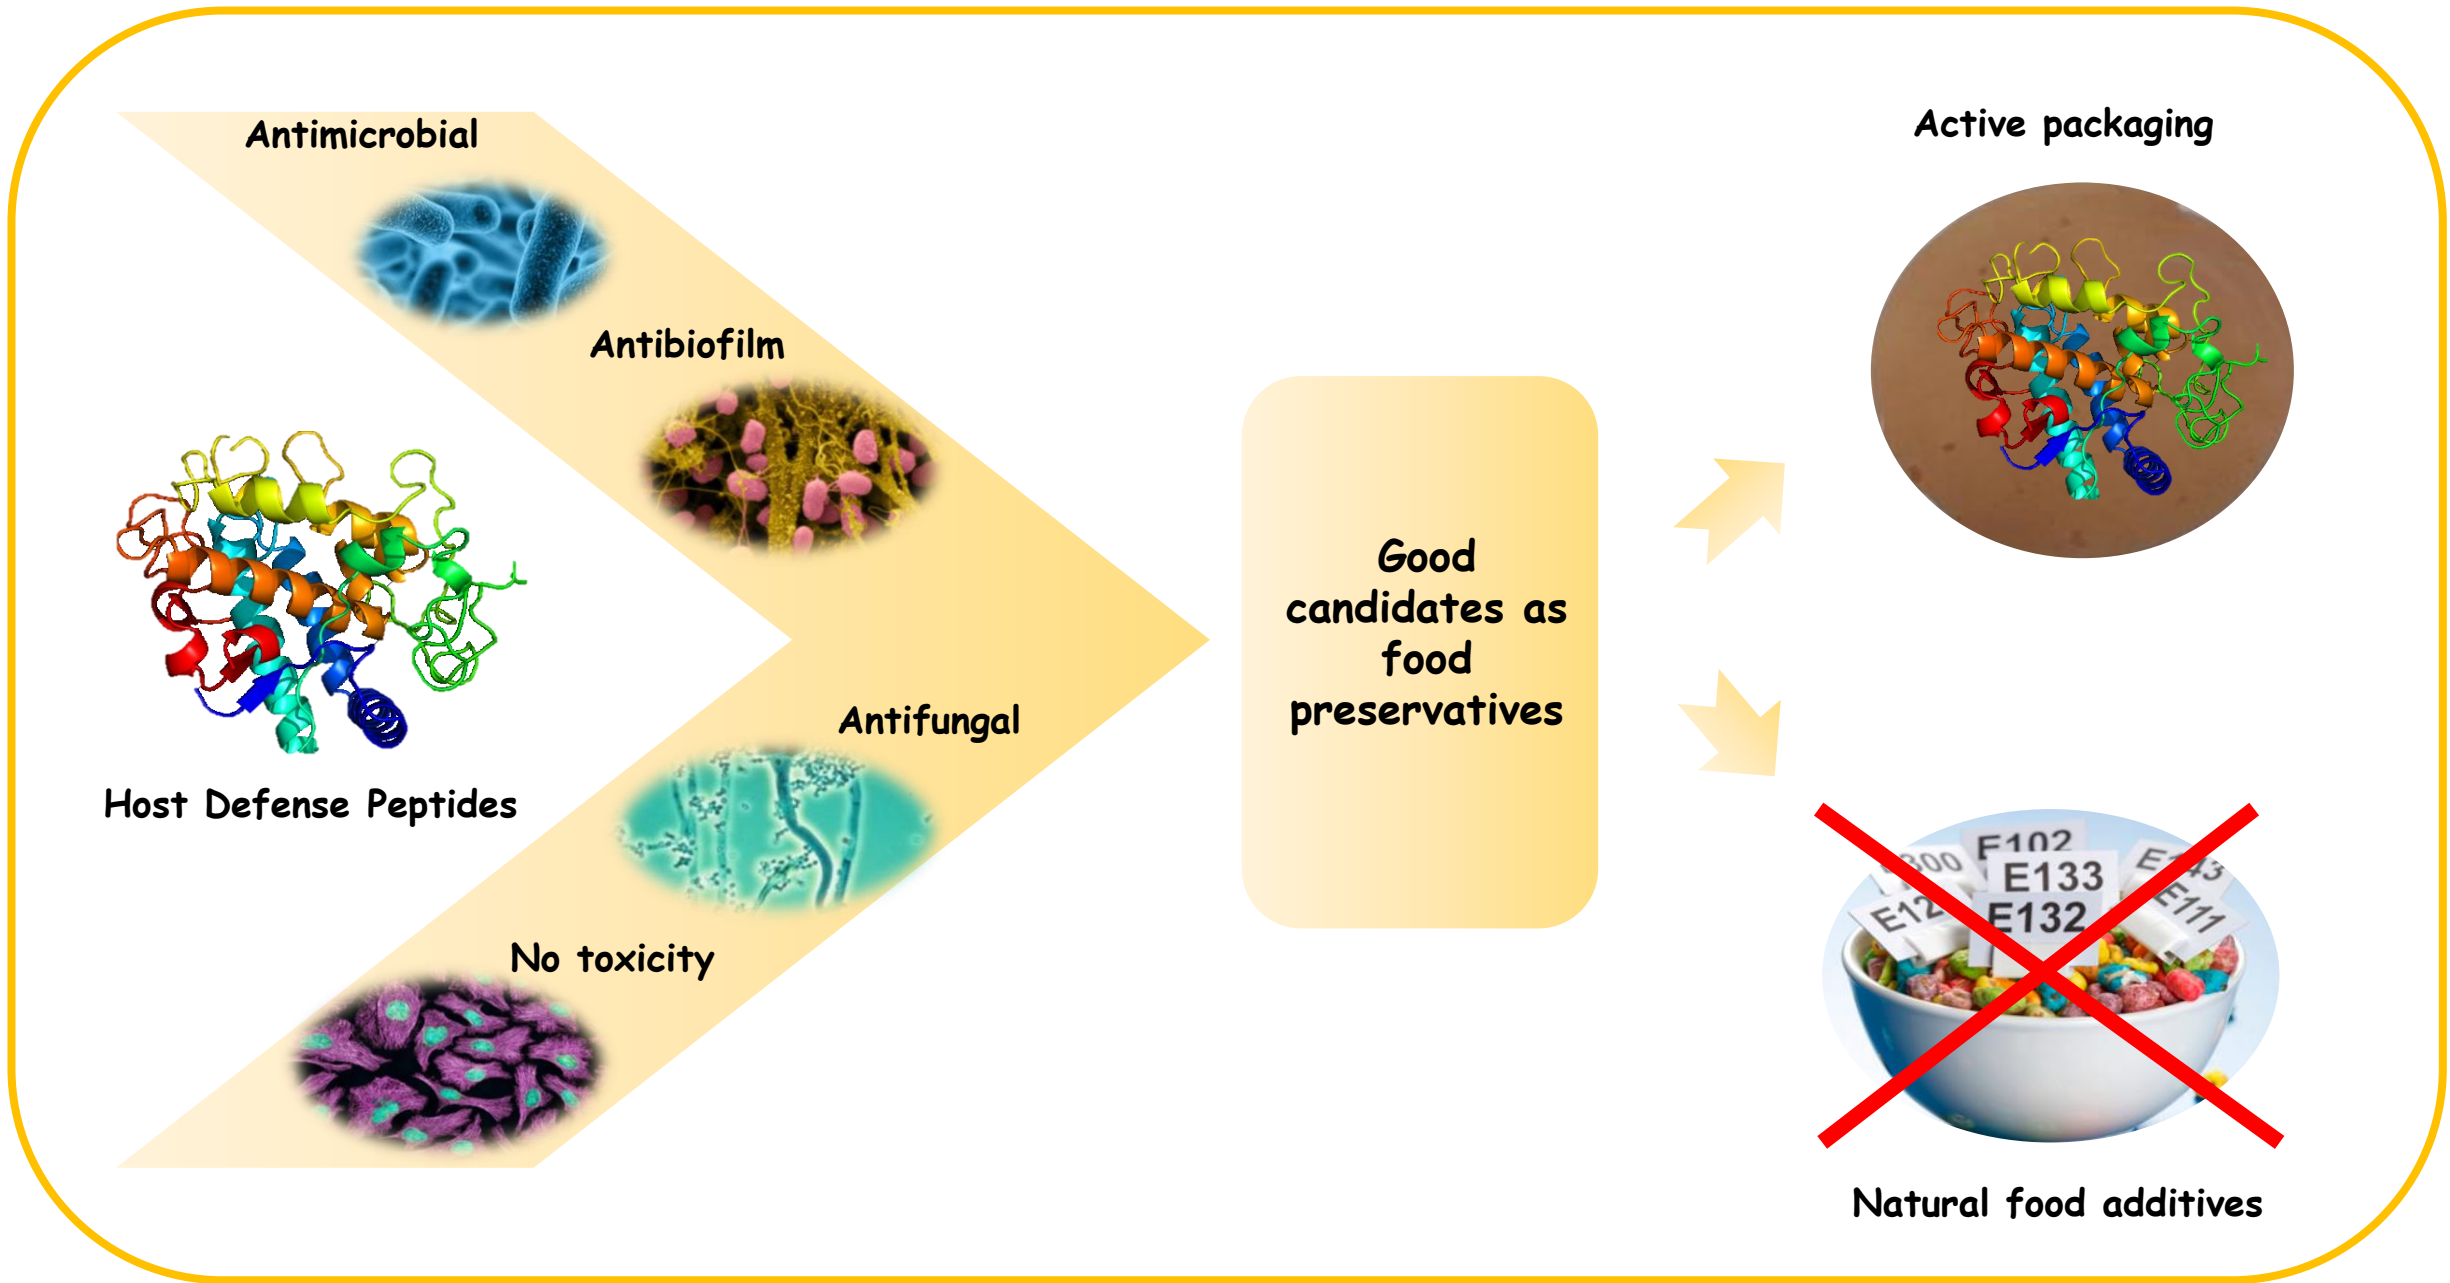 Antimicrobial
Antibiofilm
Host Defense Peptides
Antifungal
No toxicity
Good
candidates as
food
preservatives
Active packaging
E102
E133
E132
E111
Natural food additives